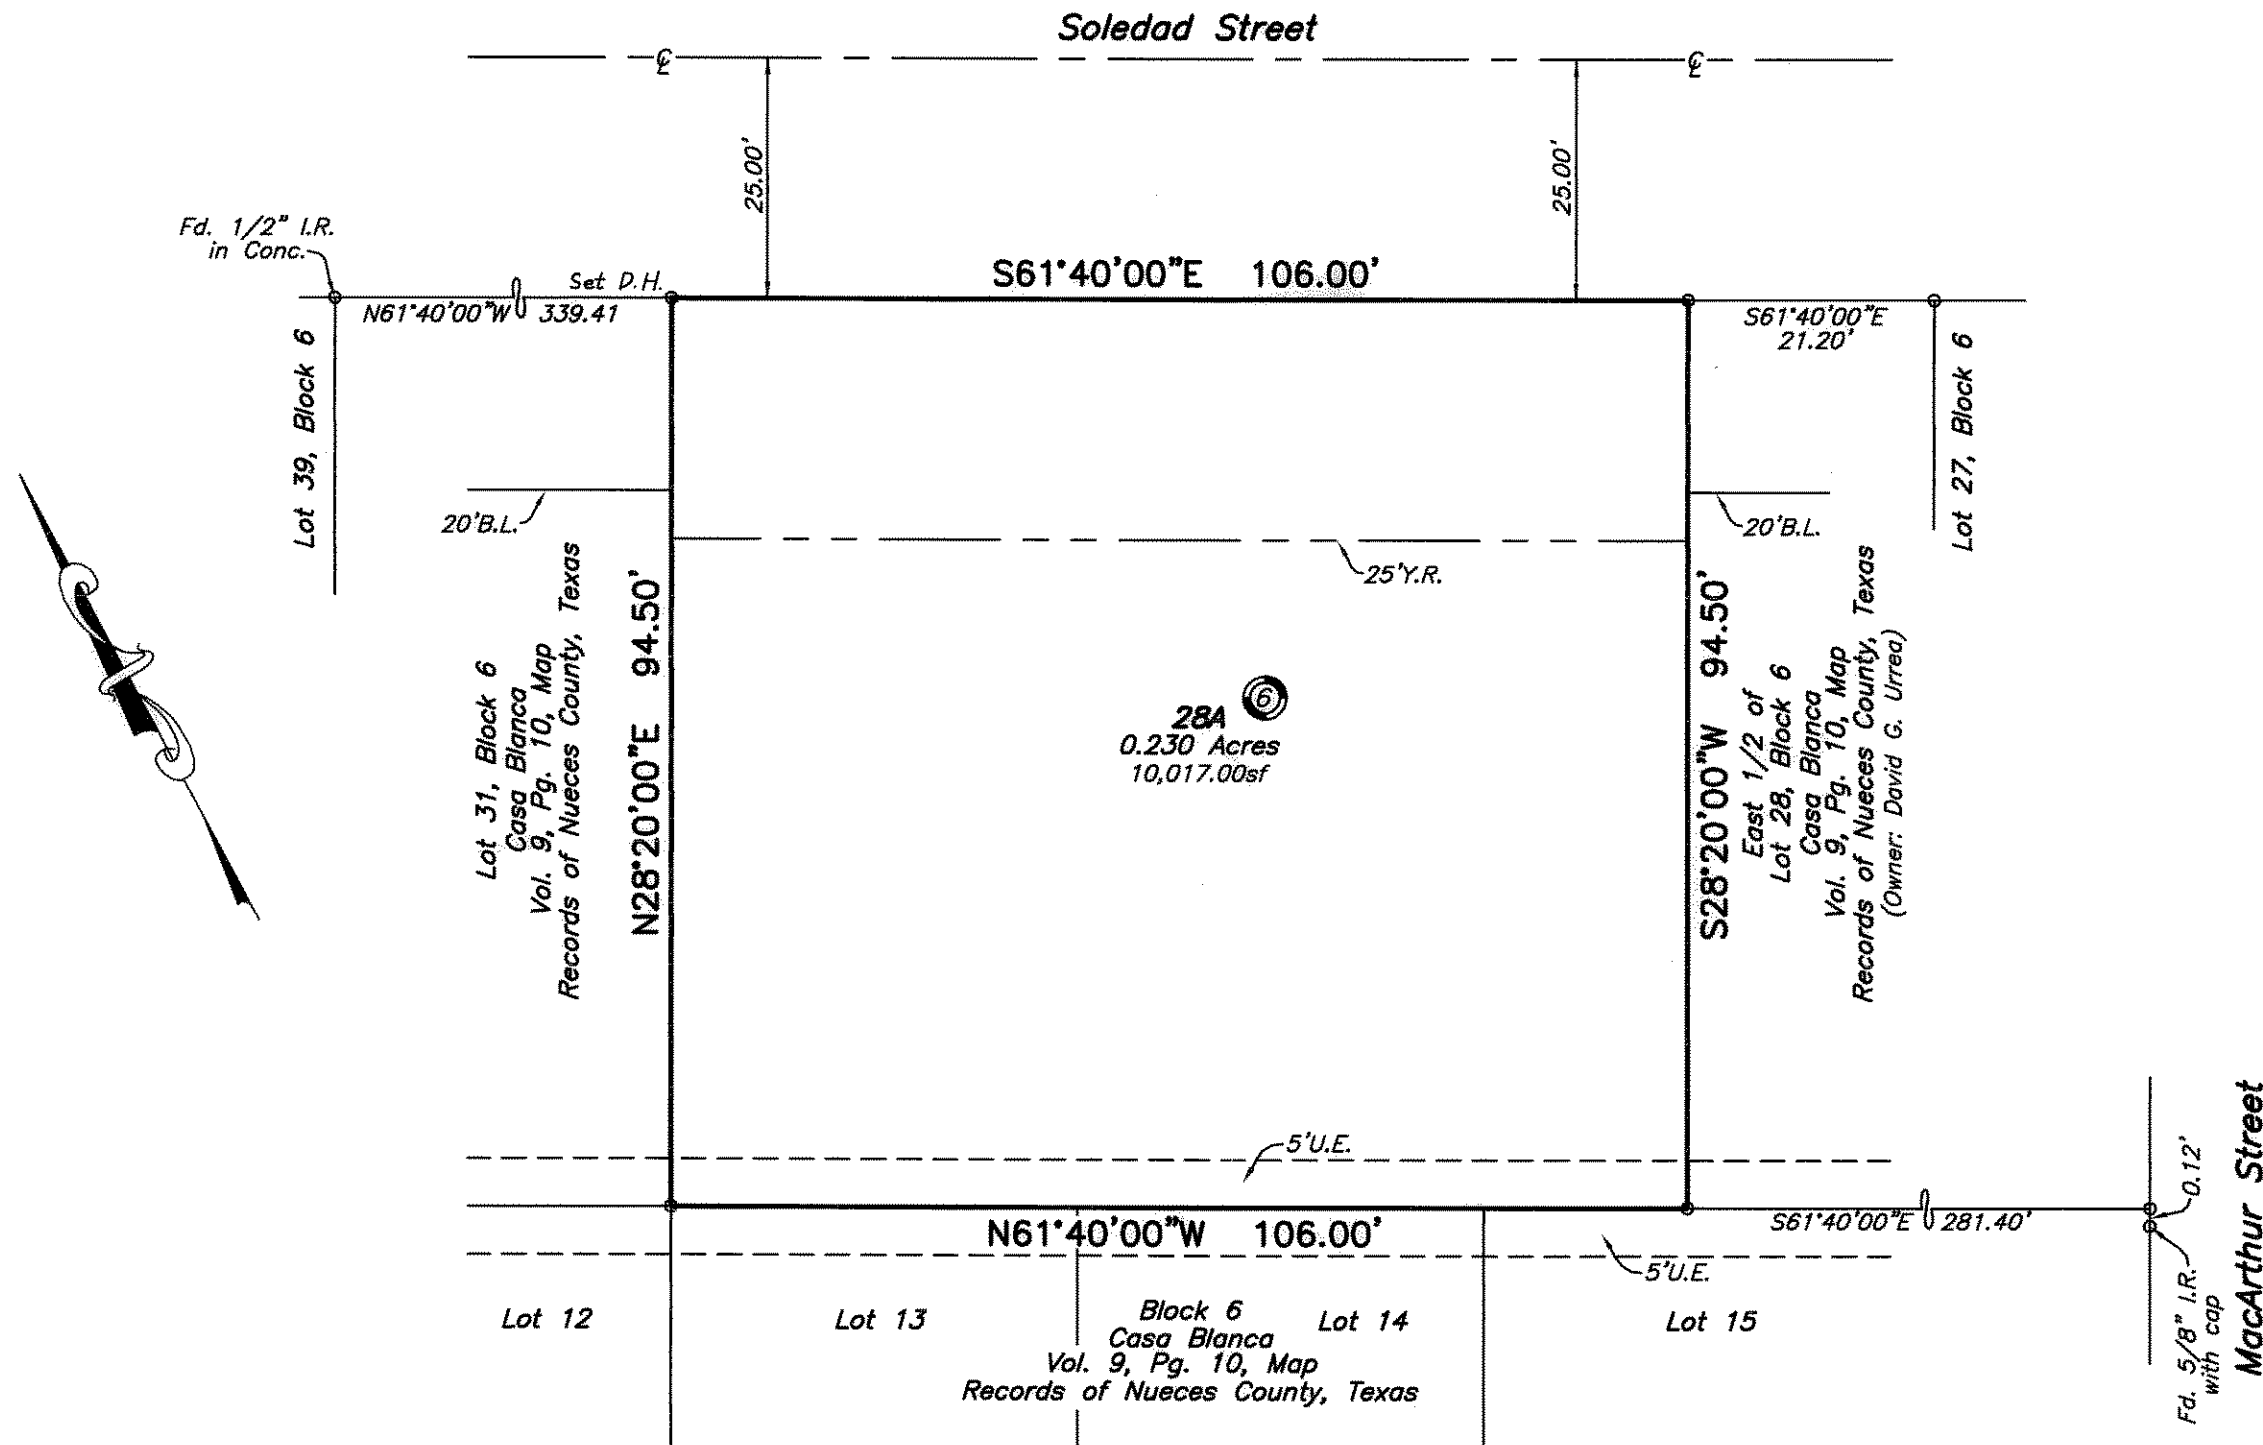 Soledad Street
℄
℄
25.00'
25.00'
Fd. 1/2" I.R.
in Conc.
Set D.H.
S61°40'00"E 106.00'
N61°40'00"W 339.41
S61°40'00"E
21.20'
Lot 39, Block 6
Lot 27, Block 6
20'B.L.
20'B.L.
25'Y.R.
Lot 31, Block 6
Casa Blanca
Vol. 9, Pg. 10, Map
Records of Nueces County, Texas
N28°20'00"E 94.50'
6
28A
0.230 Acres
10,017.00sf
S28°20'00"W 94.50'
East 1/2 of
Lot 28, Block 6
Casa Blanca
Vol. 9, Pg. 10, Map
Records of Nueces County, Texas
(Owner: David G. Urrea)
5'U.E.
N61°40'00"W 106.00'
S61°40'00"E 281.40'
5'U.E.
0.12'
Fd. 5/8" I.R.
with cap
MacArthur Street
Lot 12
Lot 13
Block 6
Casa Blanca
Vol. 9, Pg. 10, Map
Records of Nueces County, Texas
Lot 14
Lot 15